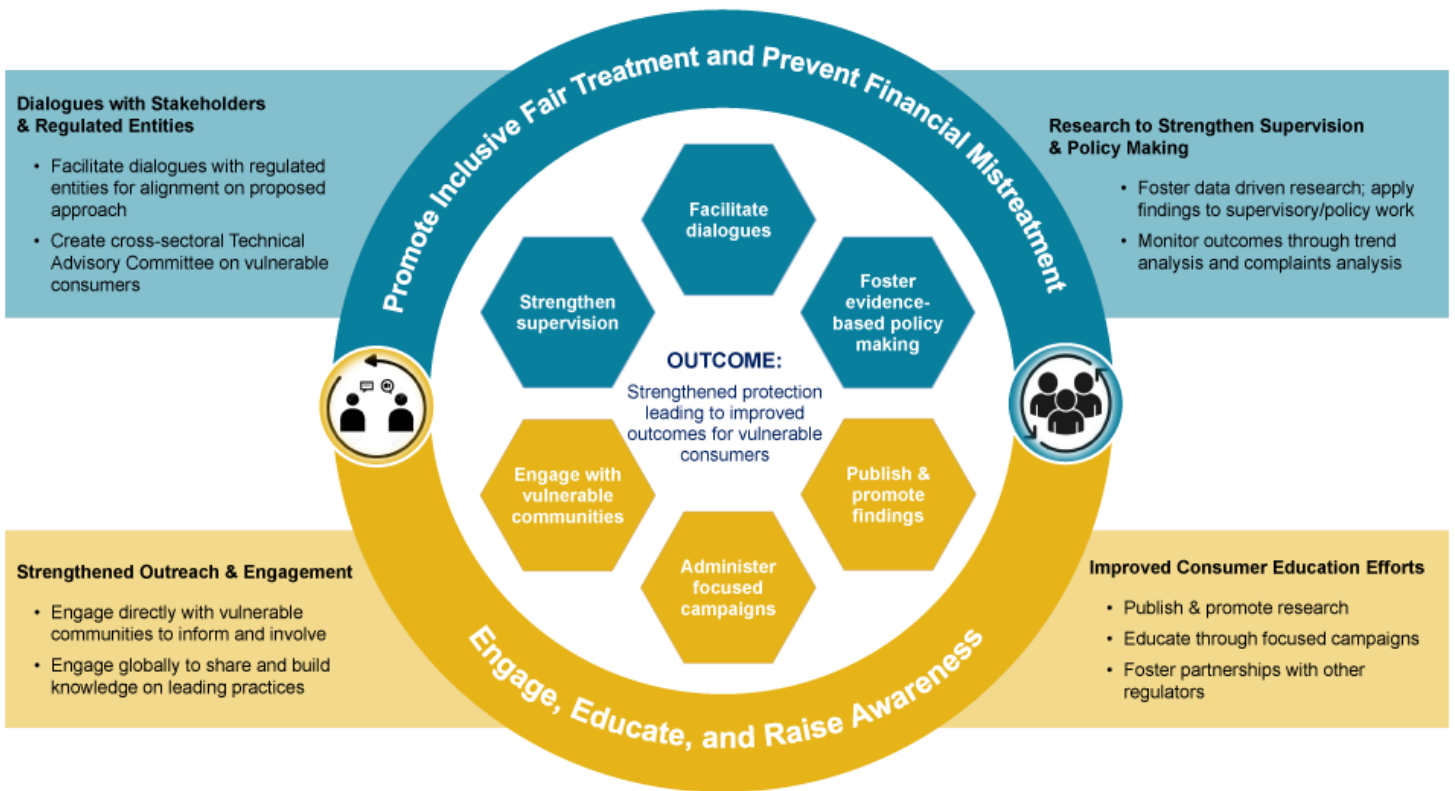 Promote Inclusive Fair Treatment and Prevent Financial Mistreatment
Dialogues with Stakeholders
& Regulated Entities
• Facilitate dialogues with regulated
entities for alignment on proposed
approach
• Create cross-sectoral Technical
Advisory Committee on vulnerable
consumers
Research to Strengthen Supervision
& Policy Making
• Foster data driven research; apply
findings to supervisory/policy work
• Monitor outcomes through trend
analysis and complaints analysis
Facilitate
dialogues
Strengthen
supervision
Foster
evidence-
based policy
making
OUTCOME:
Strengthened protection
leading to improved
outcomes for vulnerable
consumers
Engage with
vulnerable
communities
Publish &
promote
findings
Administer
focused
campaigns
Strengthened Outreach & Engagement
• Engage directly with vulnerable
communities to inform and involve
• Engage globally to share and build
knowledge on leading practices
Improved Consumer Education Efforts
• Publish & promote research
• Educate through focused campaigns
• Foster partnerships with other
regulators
Engage, Educate, and Raise Awareness